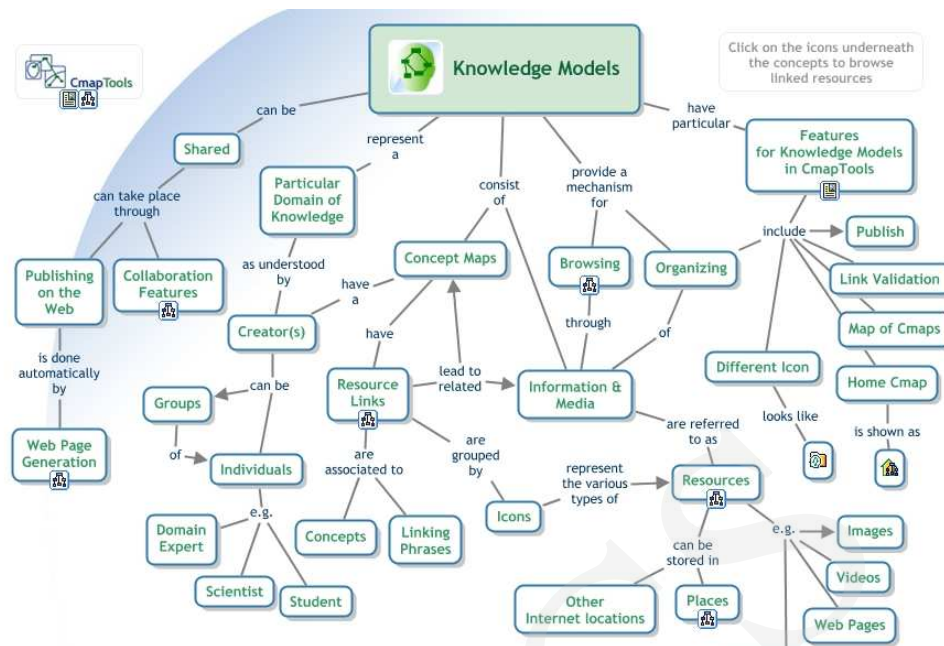 CmapTools
Knowledge Models
Click on the icons underneath
the concepts to browse
linked resources
can be
represent
a
consist
of
provide a
mechanism
for
have
particular
Shared
Features
for Knowledge Models
in CmapTools
can take place
through
Particular
Domain of
Knowledge
include
Publish
Publishing
on the
Web
Collaboration
Features
as understood
by
Concept Maps
Browsing
Organizing
Link Validation
have
a
Creator(s)
have
through
of
Map of Cmaps
is done
automatically
by
can be
Groups
Resource
Links
lead to
related
Information &
Media
Different Icon
Home Cmap
looks like
is shown as
Web Page
Generation
of
Individuals
are
associated to
are
grouped
by
represent
the various
types of
are referred
to as
Resources
e.g.
Domain
Expert
Scientist
Student
Concepts
Linking
Phrases
Icons
can be
stored in
e.g.
Images
Videos
Web Pages
Other
Internet locations
Places